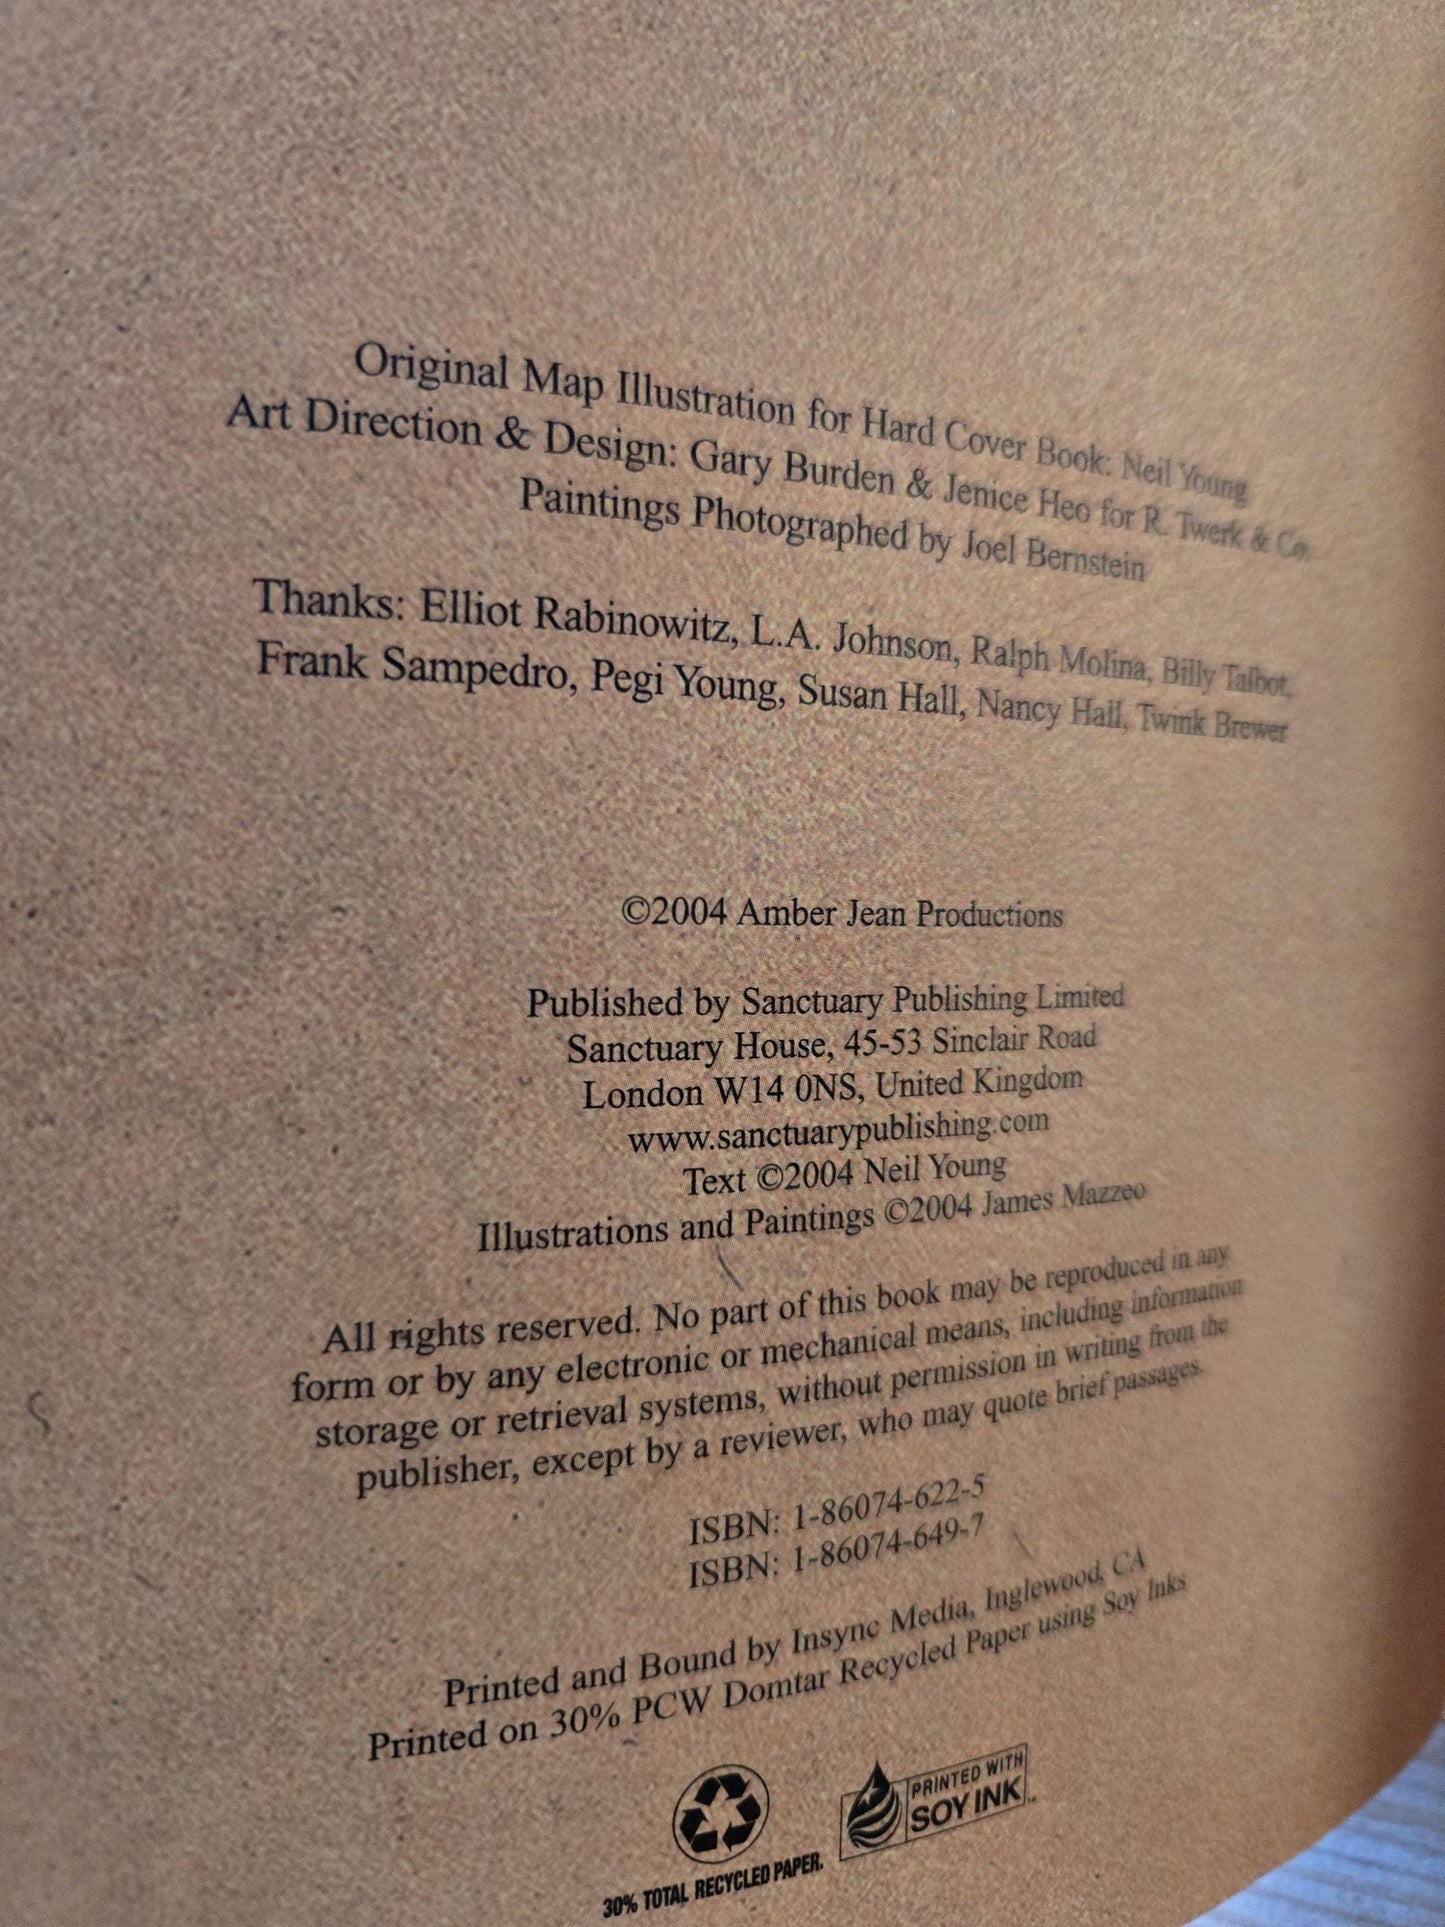 Original Map Illustration for Hard Cover Book: Neil Young
Art Direction & Design: Gary Burden & Jenice Heo for R. Twerk & Co.
Paintings Photographed by Joel Bernstein
Thanks: Elliot Rabinowitz, L.A. Johnson, Ralph Molina, Billy Talbot,
Frank Sampedro, Pegi Young, Susan Hall, Nancy Hall, Twink Brewer
©2004 Amber Jean Productions
Published by Sanctuary Publishing Limited
Sanctuary House, 45-53 Sinclair Road
London W14 0NS, United Kingdom
www.sanctuarypublishing.com
Text ©2004 Neil Young
Illustrations and Paintings ©2004 James Mazzeo
All rights reserved. No part of this book may be reproduced in any
form or by any electronic or mechanical means, including information
storage or retrieval systems, without permission in writing from the
publisher, except by a reviewer, who may quote brief passages.
ISBN: 1-86074-622-5
ISBN: 1-86074-649-7
Printed and Bound by Insync Media, Inglewood, CA
Printed on 30% PCW Domtar Recycled Paper using Soy Inks
PRINTED WITH
SOY INK™
30% TOTAL RECYCLED PAPER.